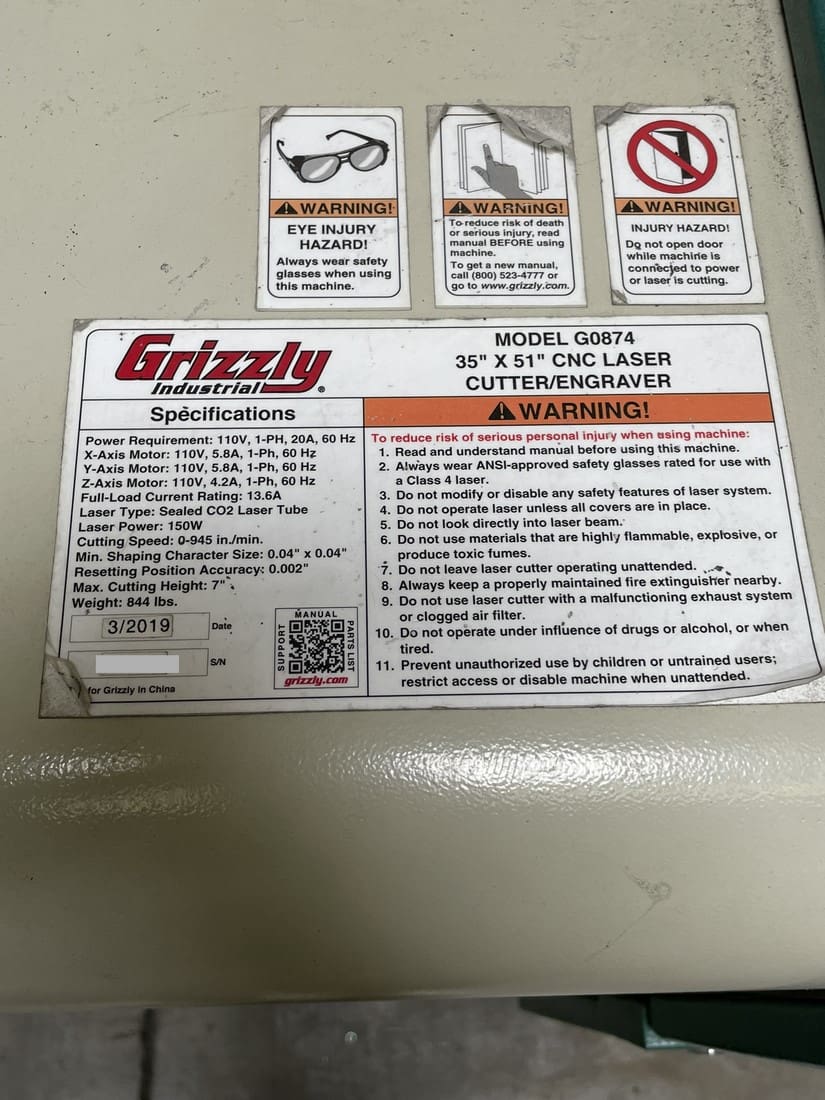 WARNING!
EYE INJURY
HAZARD!
Always wear safety
glasses when using
this machine.
WARNING!
To reduce risk of death
or serious injury, read
manual BEFORE using
machine.
To get a new manual,
call (800) 523-4777 or
go to www.grizzly.com.
WARNING!
INJURY HAZARD!
Do not open door
while machine is
connected to power
or laser is cutting.
Grizzly
Industrial®
MODEL G0874
35" X 51" CNC LASER
CUTTER/ENGRAVER
Specifications
Power Requirement: 110V, 1-PH, 20A, 60 Hz
X-Axis Motor: 110V, 5.8A, 1-Ph, 60 Hz
Y-Axis Motor: 110V, 5.8A, 1-Ph, 60 Hz
Z-Axis Motor: 110V, 4.2A, 1-Ph, 60 Hz
Full-Load Current Rating: 13.6A
Laser Type: Sealed CO2 Laser Tube
Laser Power: 150W
Cutting Speed: 0-945 in./min.
Min. Shaping Character Size: 0.04" x 0.04"
Resetting Position Accuracy: 0.002"
Max. Cutting Height: 7"
Weight: 844 lbs.
3/2019 Date
S/N
for Grizzly in China
MANUAL
SUPPORT
PARTS LIST
grizzly.com
WARNING!
To reduce risk of serious personal injury when using machine:
1. Read and understand manual before using this machine.
2. Always wear ANSI-approved safety glasses rated for use with
a Class 4 laser.
3. Do not modify or disable any safety features of laser system.
4. Do not operate laser unless all covers are in place.
5. Do not look directly into laser beam.
6. Do not use materials that are highly flammable, explosive, or
produce toxic fumes.
7. Do not leave laser cutter operating unattended.
8. Always keep a properly maintained fire extinguisher nearby.
9. Do not use laser cutter with a malfunctioning exhaust system
or clogged air filter.
10. Do not operate under influence of drugs or alcohol, or when
tired.
11. Prevent unauthorized use by children or untrained users;
restrict access or disable machine when unattended.